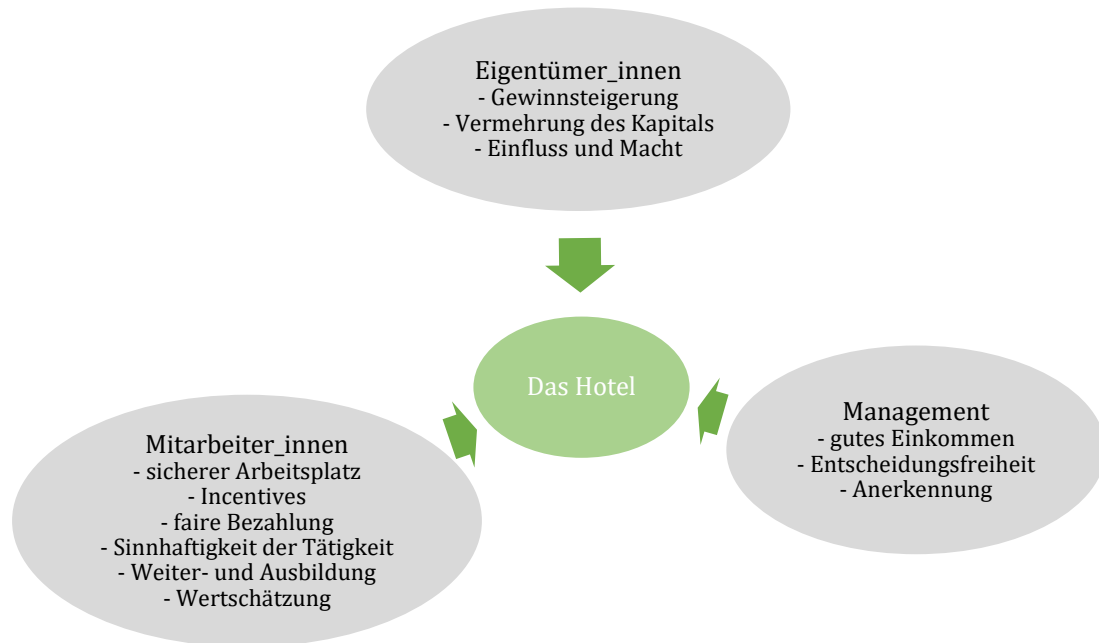 Eigentümer_innen
- Gewinnsteigerung
- Vermehrung des Kapitals
- Einfluss und Macht
Das Hotel
Management
- gutes Einkommen
- Entscheidungsfreiheit
- Anerkennung
Mitarbeiter_innen
- sicherer Arbeitsplatz
- Incentives
- faire Bezahlung
- Sinnhaftigkeit der Tätigkeit
- Weiter- und Ausbildung
- Wertschätzung